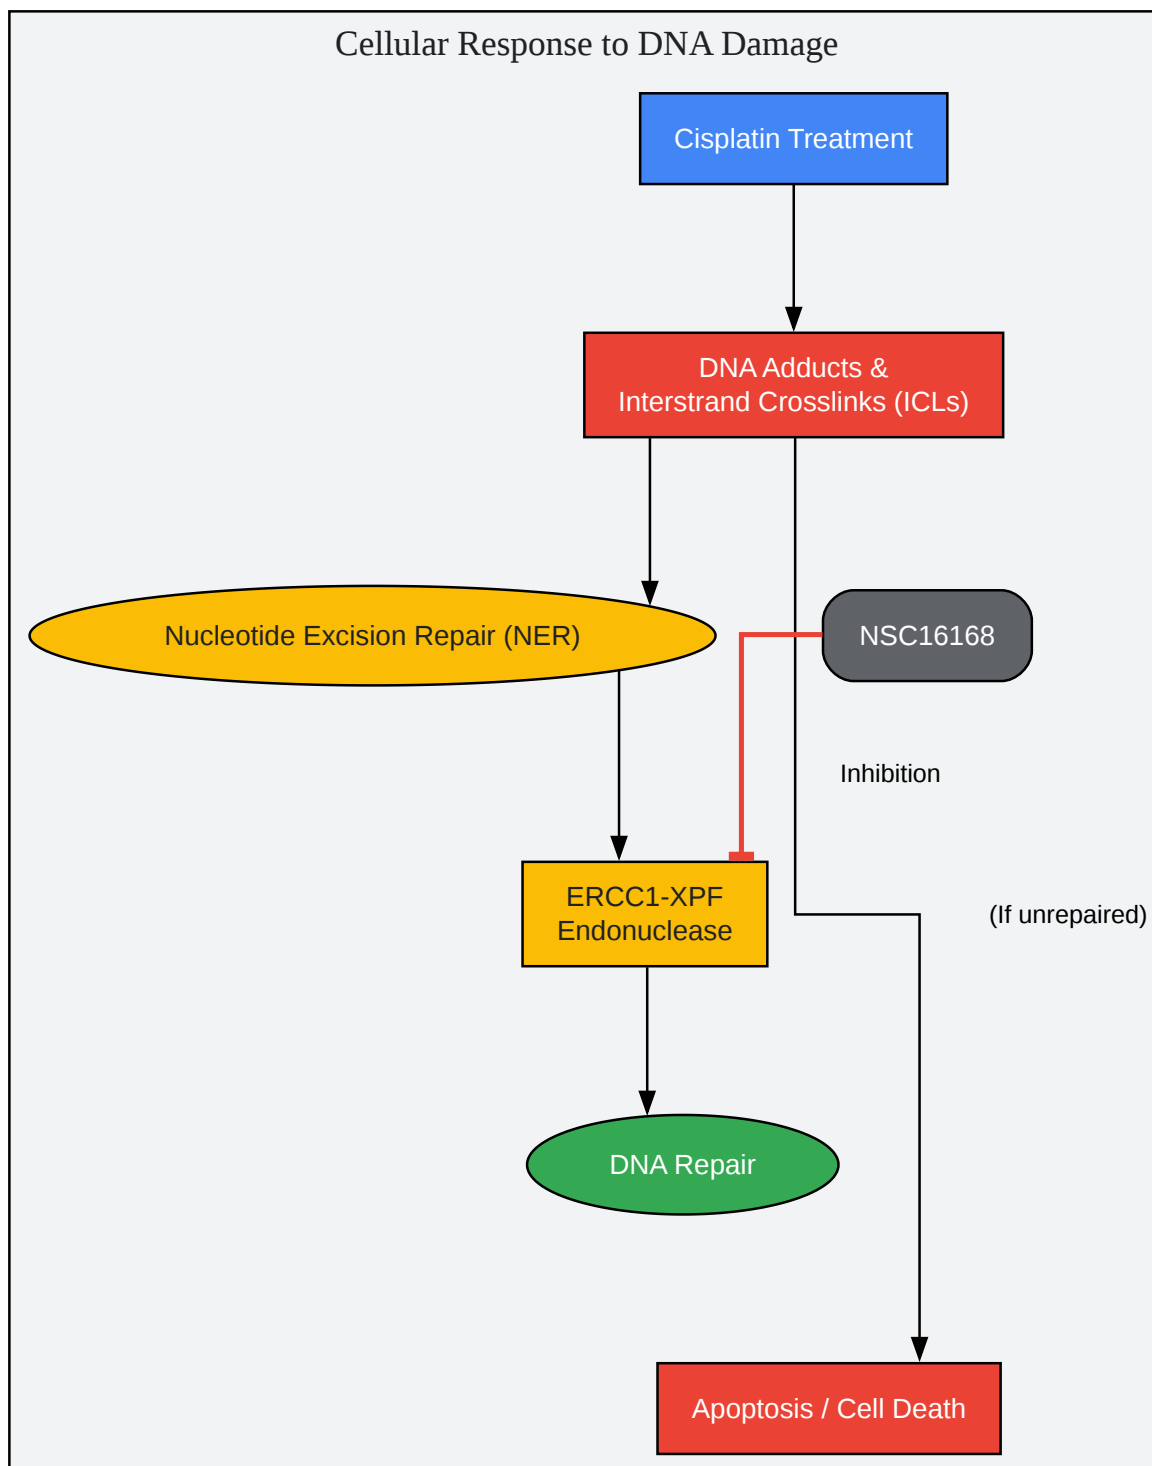 Cellular Response to DNA Damage
Cisplatin Treatment
DNA Adducts &
Interstrand Crosslinks (ICLs)
Nucleotide Excision Repair (NER)
NSC16168
Inhibition
ERCC1-XPF
Endonuclease
(If unrepaired)
DNA Repair
Apoptosis / Cell Death